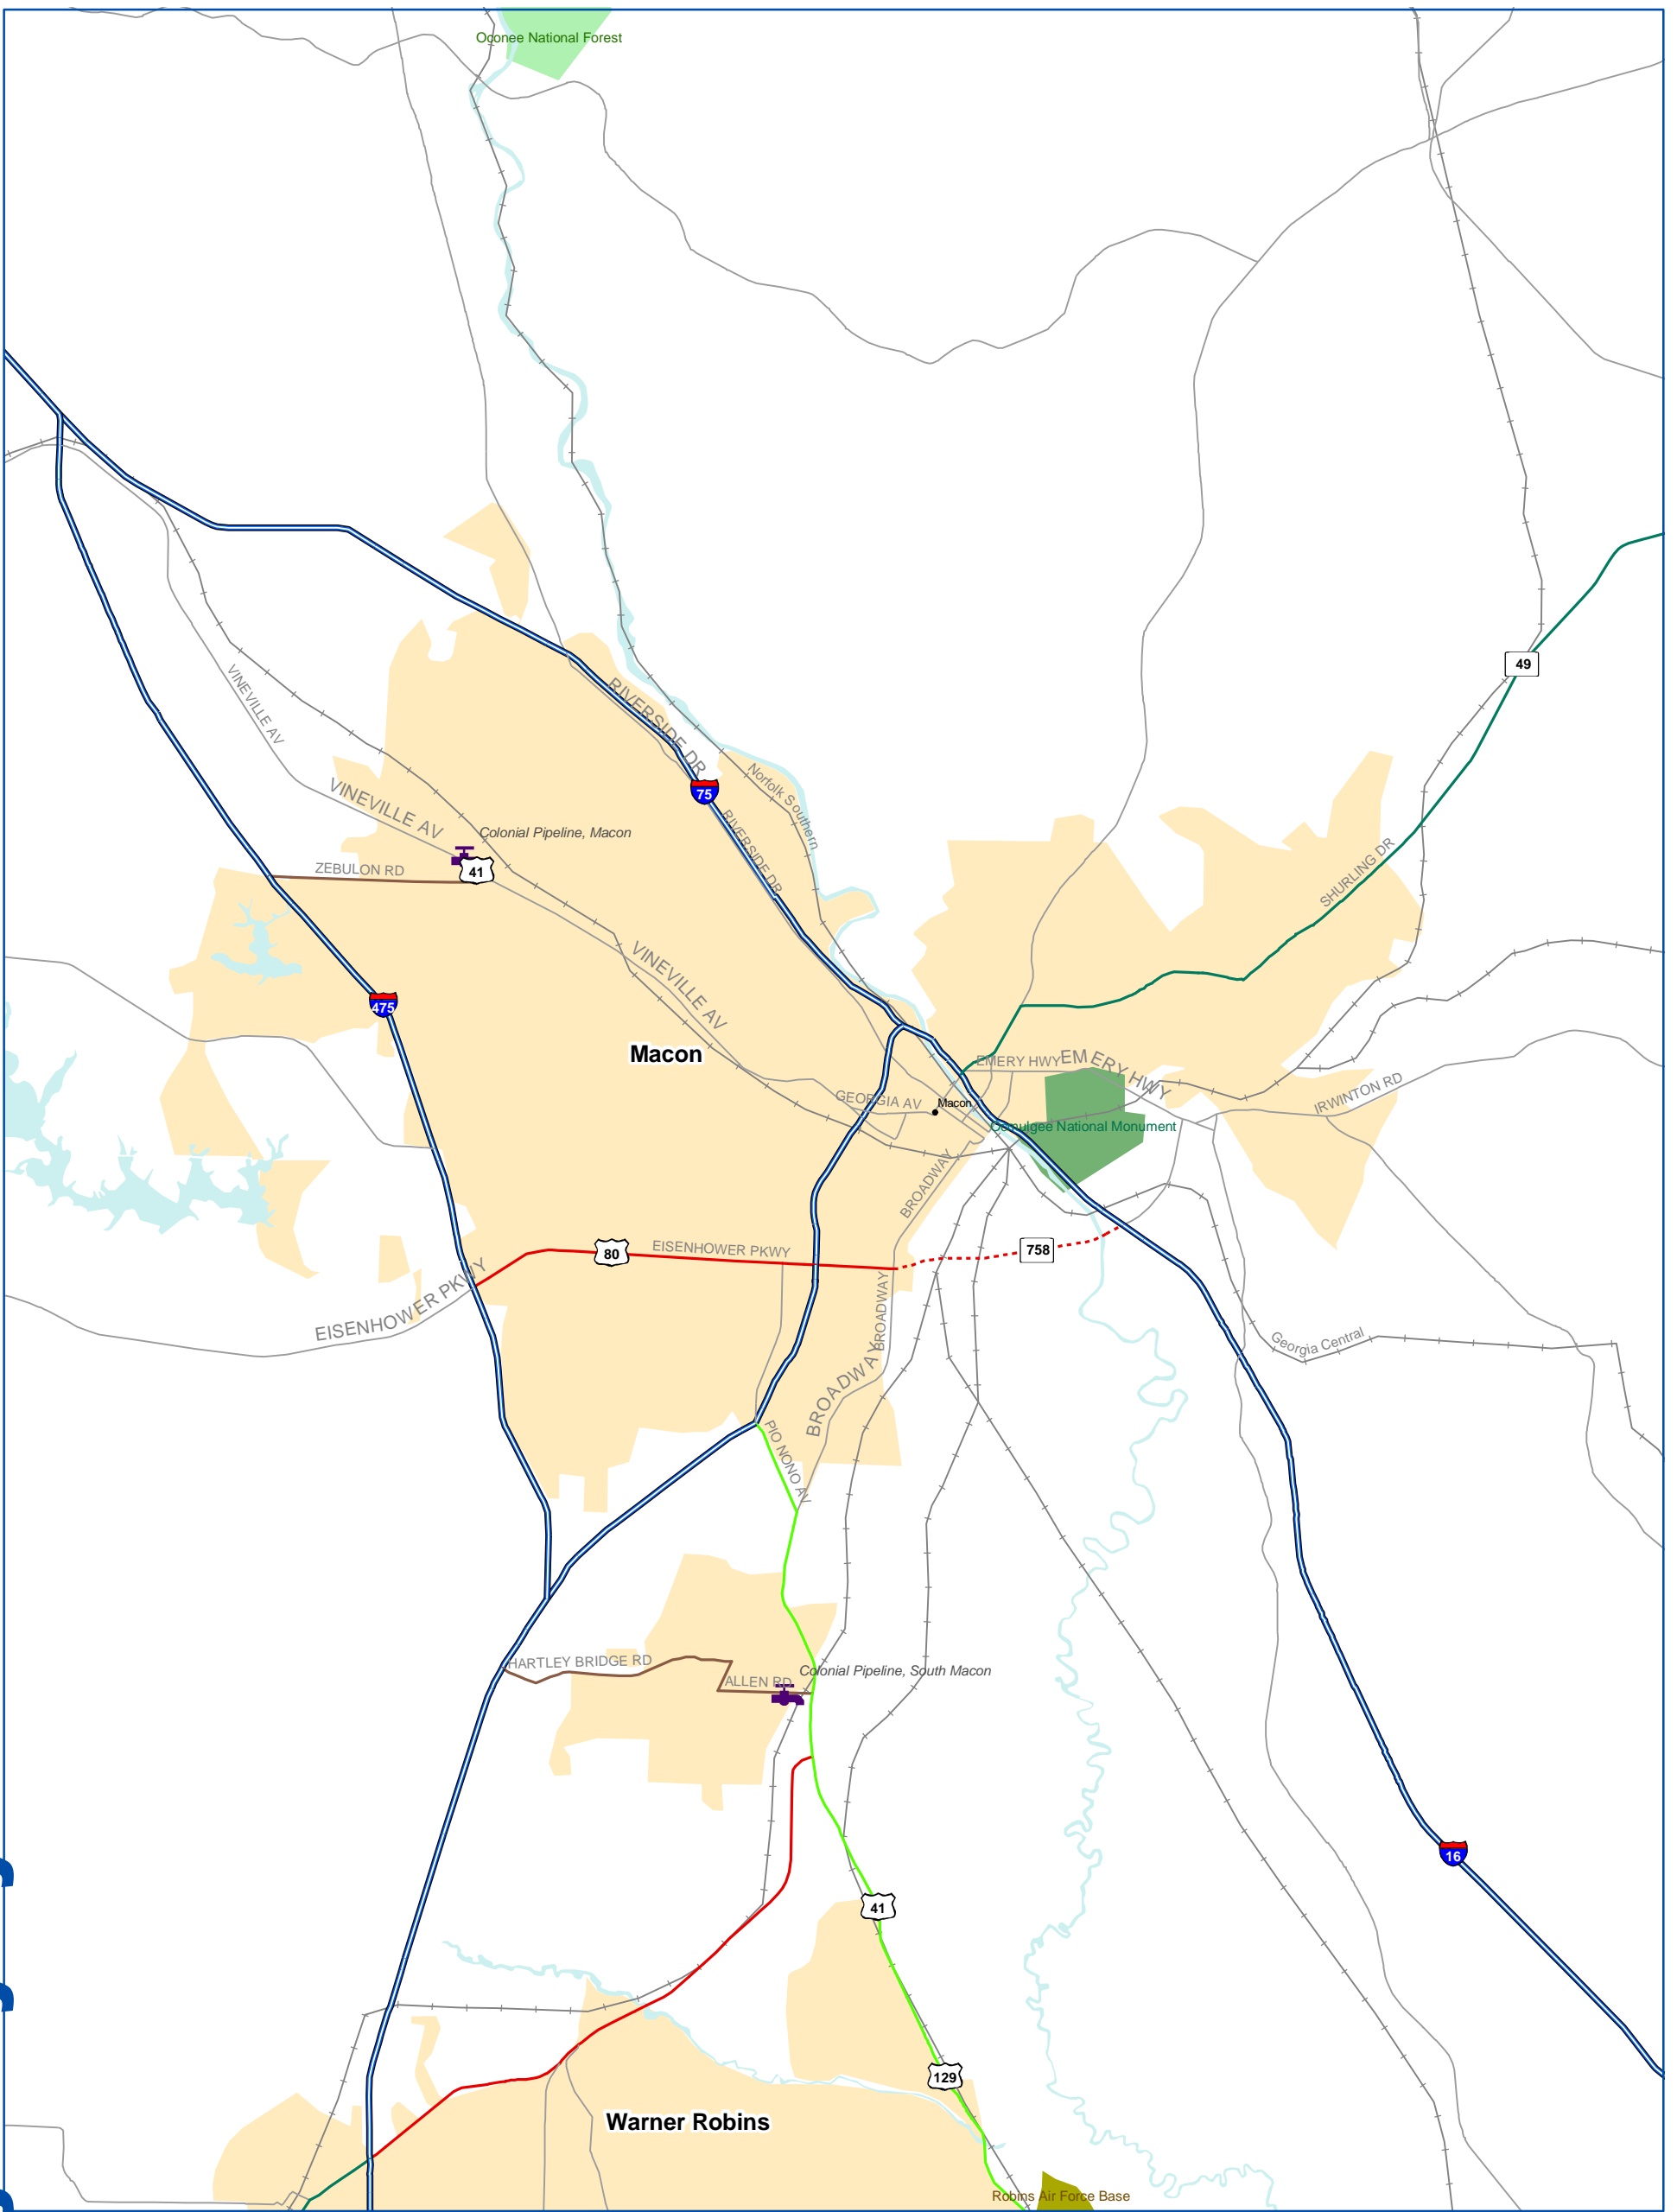 Oconee National Forest
49
VINEVILLE AV
RIVERSIDE DR
Norfolk Southern
75
VINEVILLE AV
RIVERSIDE DR
Colonial Pipeline, Macon
ZEBULON RD
41
SHURLING DR
VINEVILLE AV
475
Macon
EMERY HWY
EMERY HWY
GEORGIA AV
Macon
IRWINTON RD
Ocmulgee National Monument
BROADWAY
80
EISENHOWER PKWY
758
EISENHOWER PKWY
BROADWAY
Georgia Central
BROADWAY
PIO NONO AV
HARTLEY BRIDGE RD
Colonial Pipeline, South Macon
ALLEN RD
16
41
129
Warner Robins
Robins Air Force Base